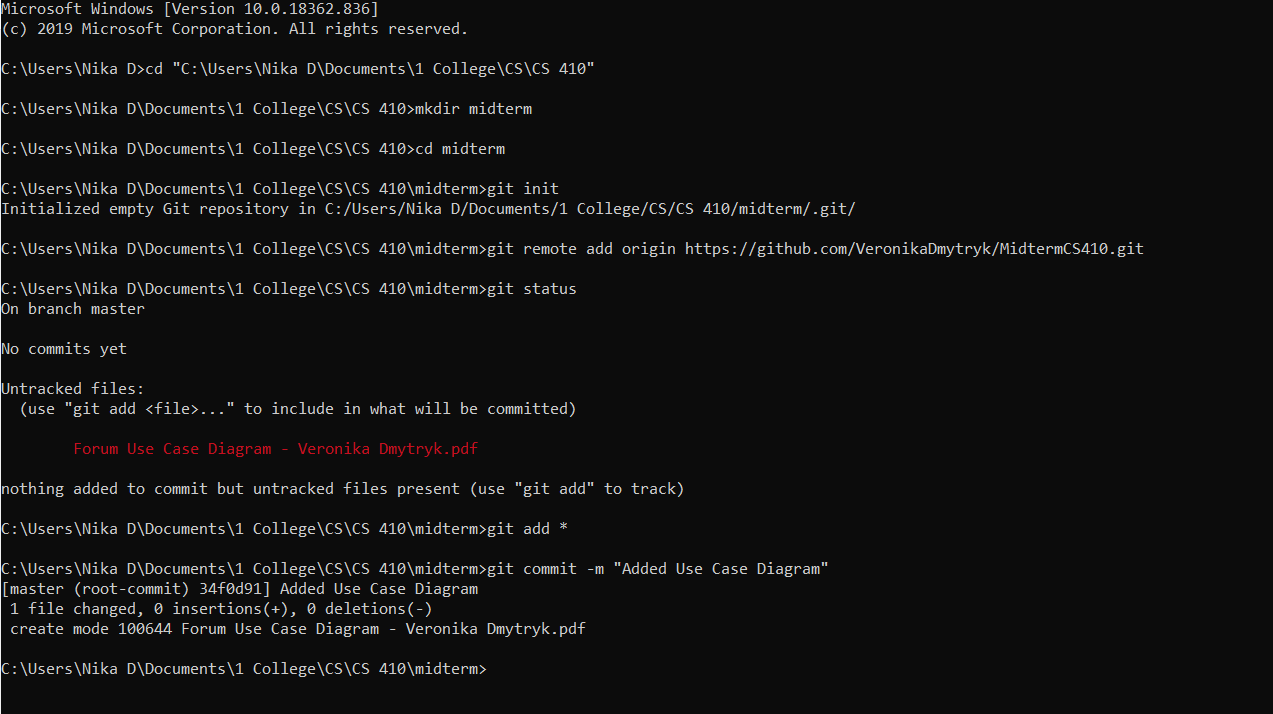 Microsoft Windows [Version 10.0.18362.836]
(c) 2019 Microsoft Corporation. All rights reserved.
C:\Users\Nika D>cd "C:\Users\Nika D\Documents\1 College\CS\CS 410"
C:\Users\Nika D\Documents\1 College\CS\CS 410>mkdir midterm
C:\Users\Nika D\Documents\1 College\CS\CS 410>cd midterm
C:\Users\Nika D\Documents\1 College\CS\CS 410\midterm>git init
Initialized empty Git repository in C:/Users/Nika D/Documents/1 College/CS/CS 410/midterm/.git/
C:\Users\Nika D\Documents\1 College\CS\CS 410\midterm>git remote add origin https://github.com/VeronikaDmytryk/MidtermCS410.git
C:\Users\Nika D\Documents\1 College\CS\CS 410\midterm>git status
On branch master
No commits yet
Untracked files:
  (use "git add <file>..." to include in what will be committed)
        Forum Use Case Diagram - Veronika Dmytryk.pdf
nothing added to commit but untracked files present (use "git add" to track)
C:\Users\Nika D\Documents\1 College\CS\CS 410\midterm>git add *
C:\Users\Nika D\Documents\1 College\CS\CS 410\midterm>git commit -m "Added Use Case Diagram"
[master (root-commit) 34f0d91] Added Use Case Diagram
 1 file changed, 0 insertions(+), 0 deletions(-)
 create mode 100644 Forum Use Case Diagram - Veronika Dmytryk.pdf
C:\Users\Nika D\Documents\1 College\CS\CS 410\midterm>